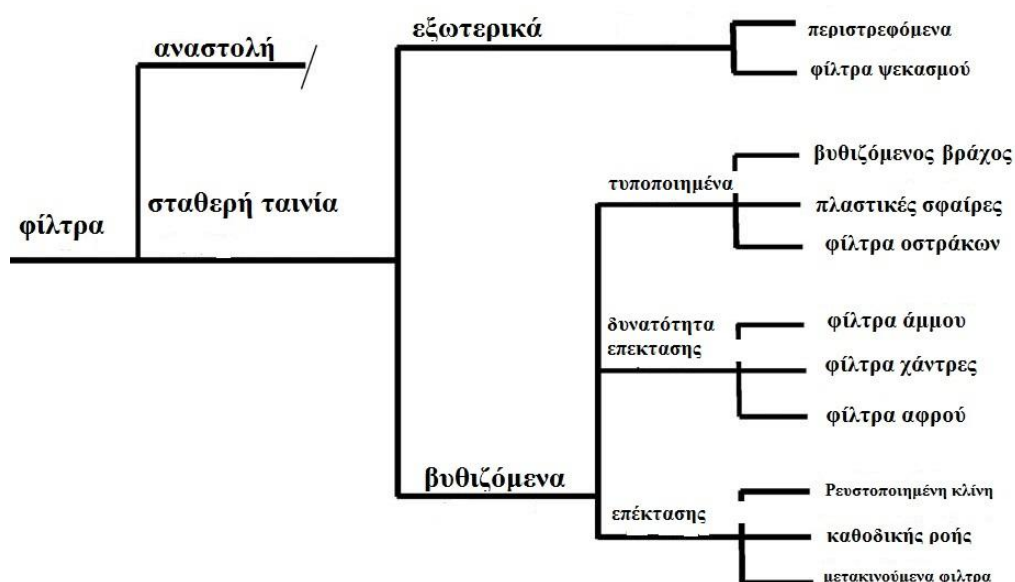 φίλτρα
αναστολή
σταθερή ταινία
εξωτερικά
περιστρεφόμενα
φίλτρα ψεκασμού
βυθιζόμενα
τυποποιημένα
βυθιζόμενος βράχος
πλαστικές σφαίρες
φίλτρα οστράκων
δυνατότητα
επεκτασης
φίλτρα άμμου
φίλτρα χάντρες
φίλτρα αφρού
επέκτασης
Ρευστοποιημένη κλίνη
καθοδικής ροής
μετακινούμενα φιλτρα